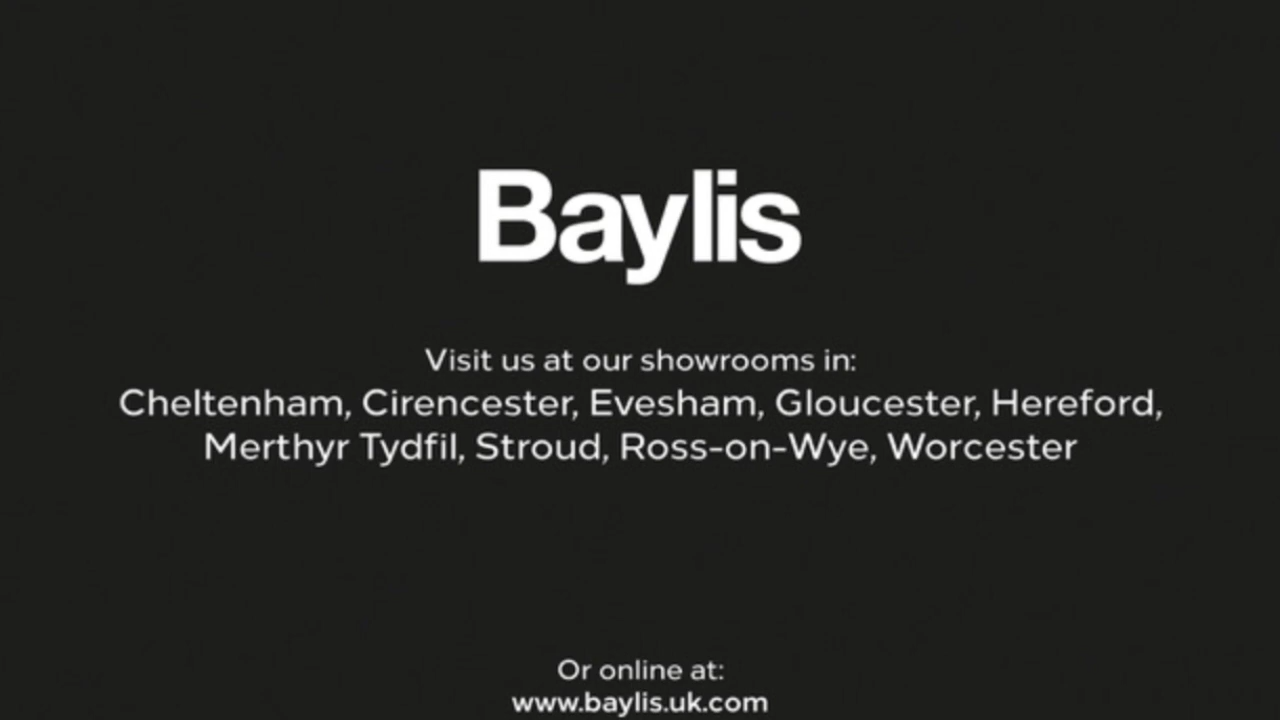 Baylis
Visit us at our showrooms in:
Cheltenham, Cirencester, Evesham, Gloucester, Hereford,
Merthyr Tydfil, Stroud, Ross-on-Wye, Worcester
Or online at:
www.baylis.uk.com